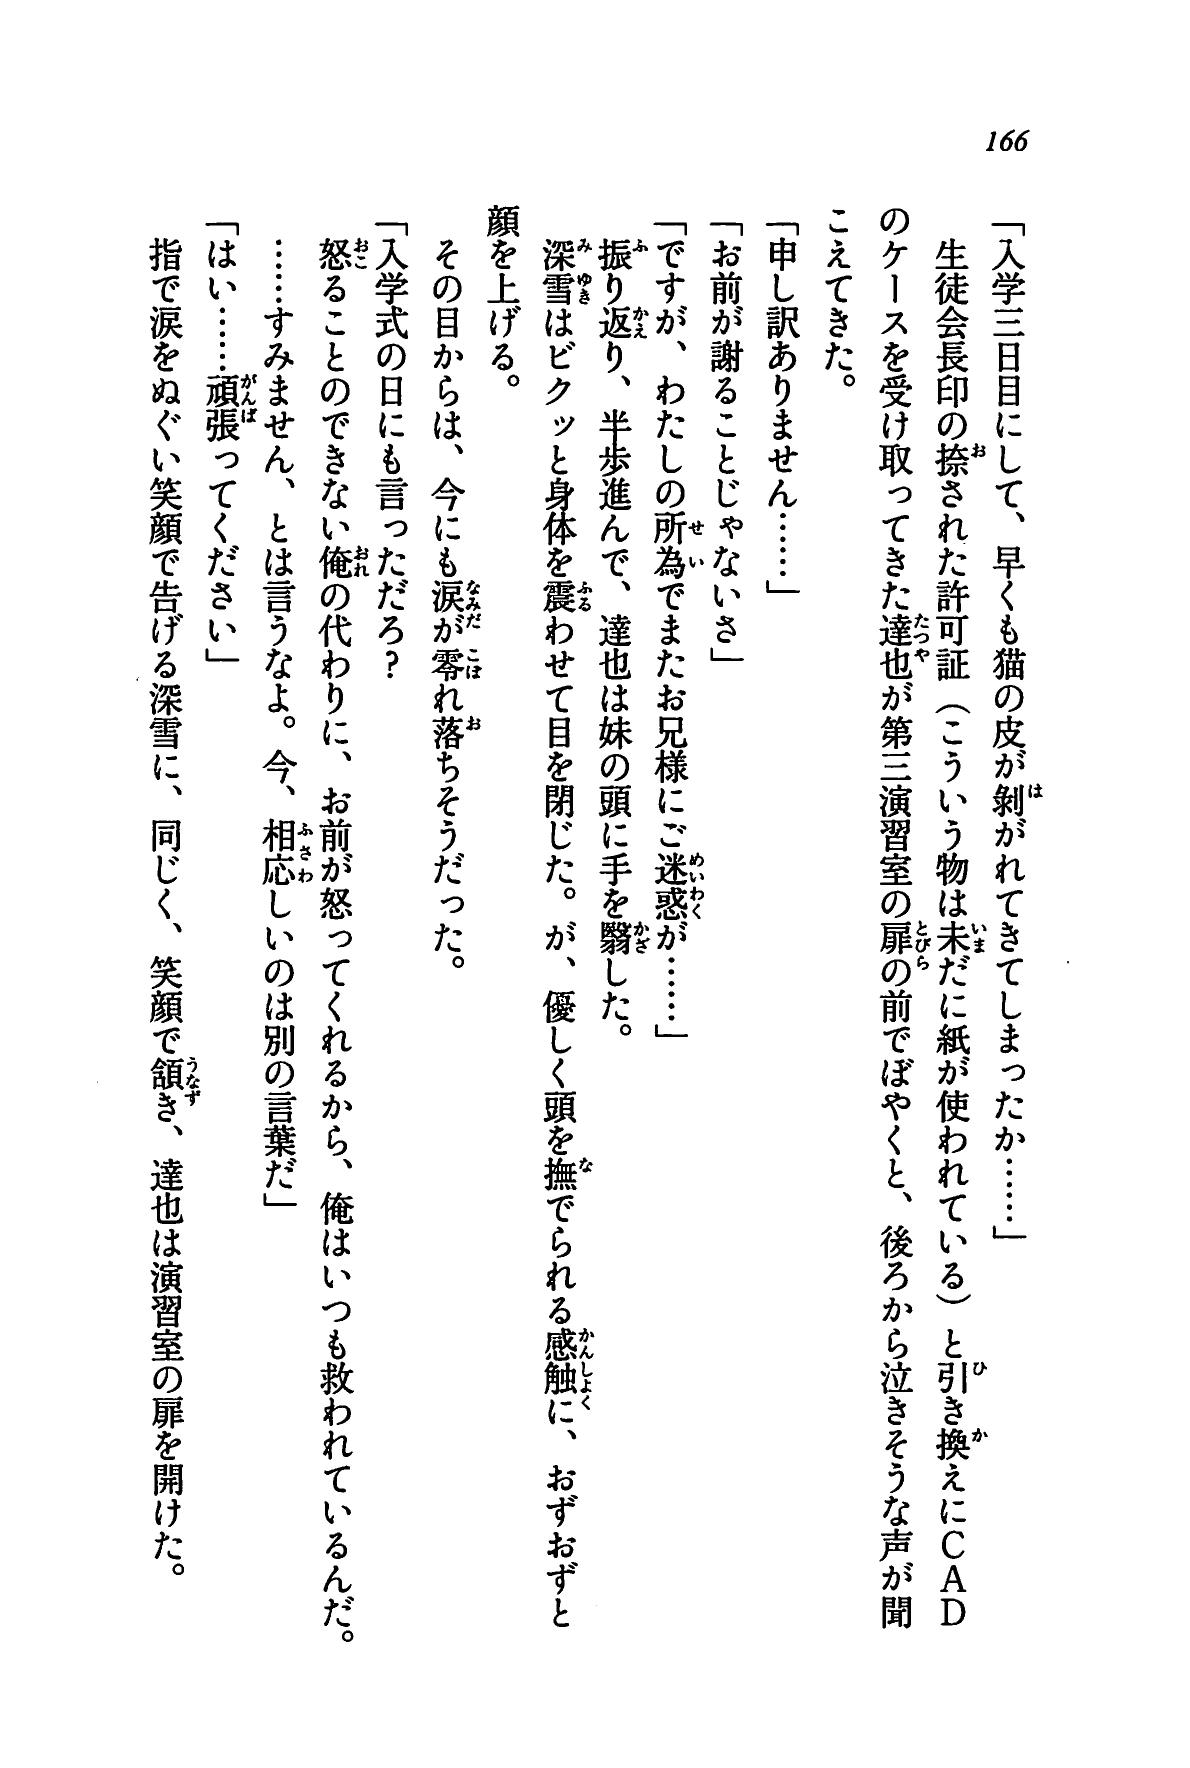 166
「入学三日目にして、早くも猫の皮が剝がれてきてしまったか……」
生徒会長印の捺された許可証（こういう物は未だに紙が使われている）と引き換えにCAD
のケースを受け取ってきた達也が第三演習室の扉の前でぼやくと、後ろから泣きそうな声が聞
こえてきた。
「申し訳ありません……」
「お前が謝ることじゃないさ」
「ですが、わたしの所為でまたお兄様にご迷惑が……」
振り返り、半歩進んで、達也は妹の頭に手を翳した。
深雪はビクッと身体を震わせて目を閉じた。が、優しく頭を撫でられる感触に、おずおずと
顔を上げる。
その目からは、今にも涙が零れ落ちそうだった。
「入学式の日にも言っただろ？
怒ることのできない俺の代わりに、お前が怒ってくれるから、俺はいつも救われているんだ。
……すみません、とは言うなよ。今、相応しいのは別の言葉だ」
「はい……頑張ってください」
指で涙をぬぐい笑顔で告げる深雪に、同じく、笑顔で頷き、達也は演習室の扉を開けた。